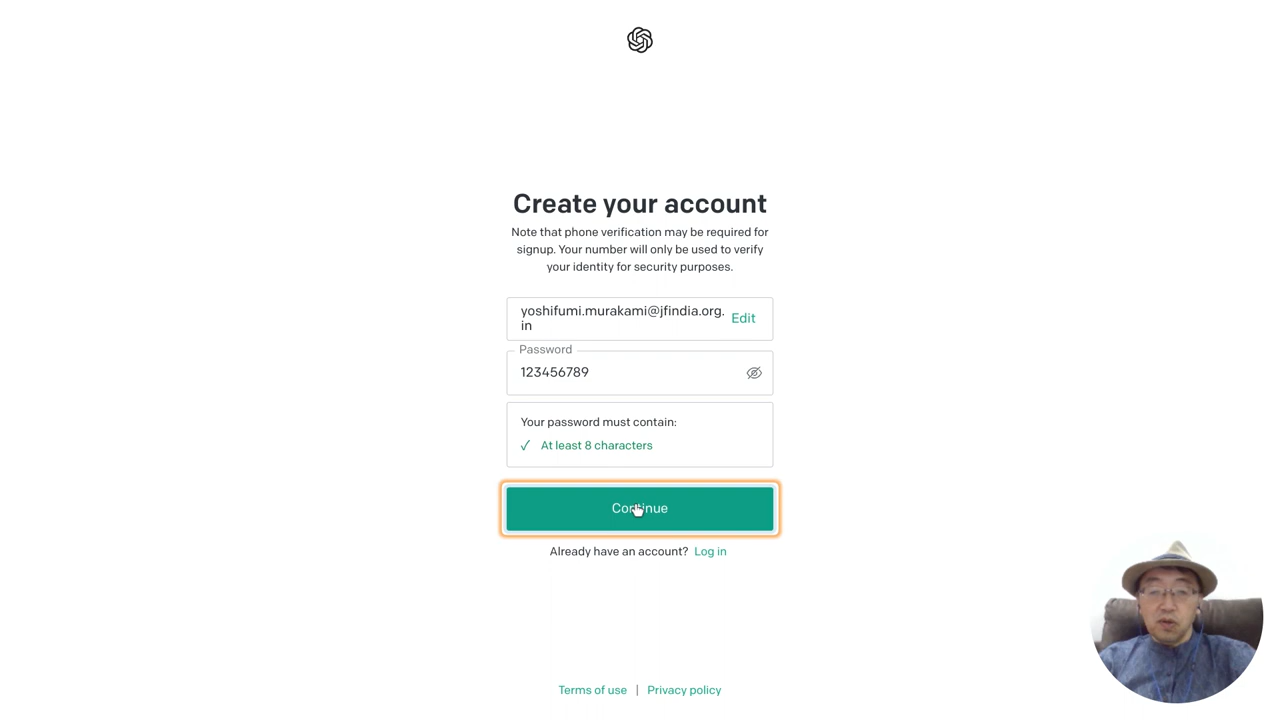 Create your account
Note that phone verification may be required for
signup. Your number will only be used to verify
your identity for security purposes.
yoshifumi.murakami@jfindia.org.
in
Edit
Password
123456789
Your password must contain:
✓ At least 8 characters
Continue
Already have an account? Log in
Terms of use | Privacy policy